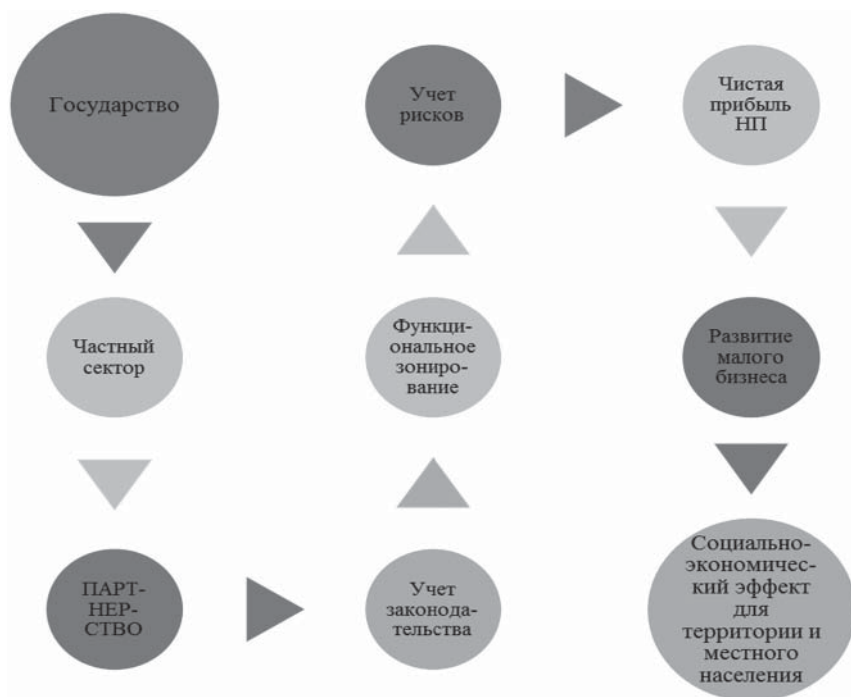 Государство
Частный
сектор
ПАРТ-
НЕР-
СТВО
Учет
законода-
тельства
Функци-
ональное
зониро-
вание
Учет
рисков
Чистая
прибыль
НП
Развитие
малого
бизнеса
Социально-
экономичес-
кий эффект
для
территории и
местного
населения